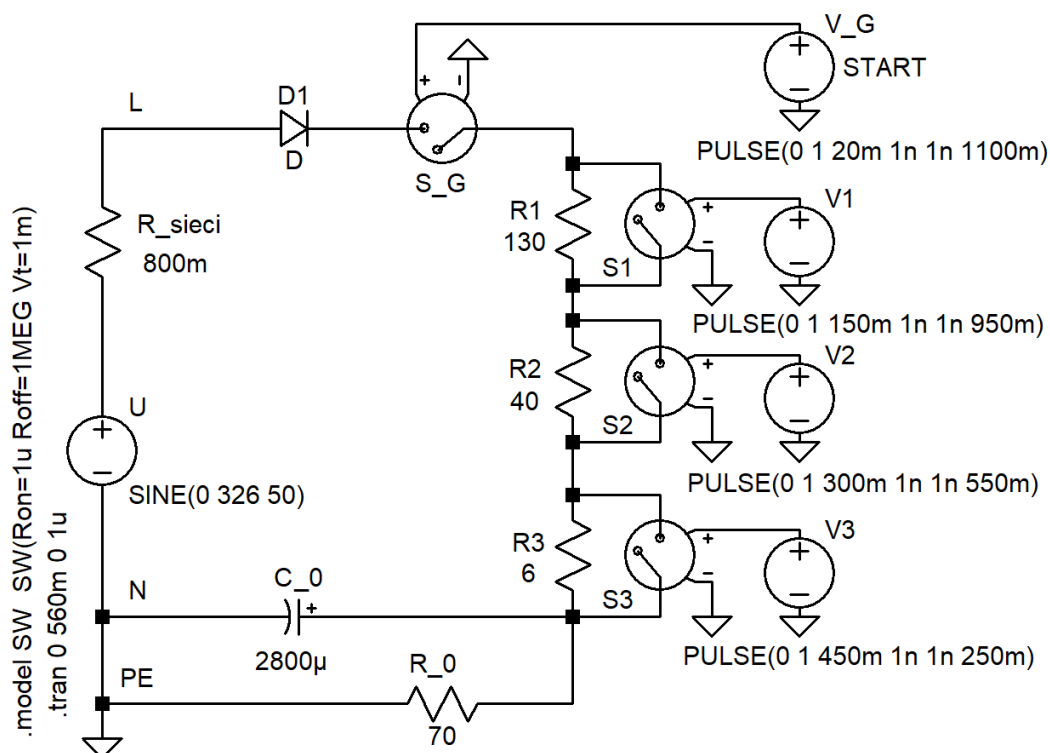 V_G
START
PULSE(0 1 20m 1n 1n 1100m)
L
D1
D
S_G
R_sieci
800m
R1
130
S1
V1
PULSE(0 1 150m 1n 1n 950m)
R2
40
S2
V2
PULSE(0 1 300m 1n 1n 550m)
U
SINE(0 326 50)
R3
6
S3
V3
PULSE(0 1 450m 1n 1n 250m)
N
C_0
2800µ
PE
R_0
70
.model SW SW(Ron=1u Roff=1MEG Vt=1m)
.tran 0 560m 0 1u